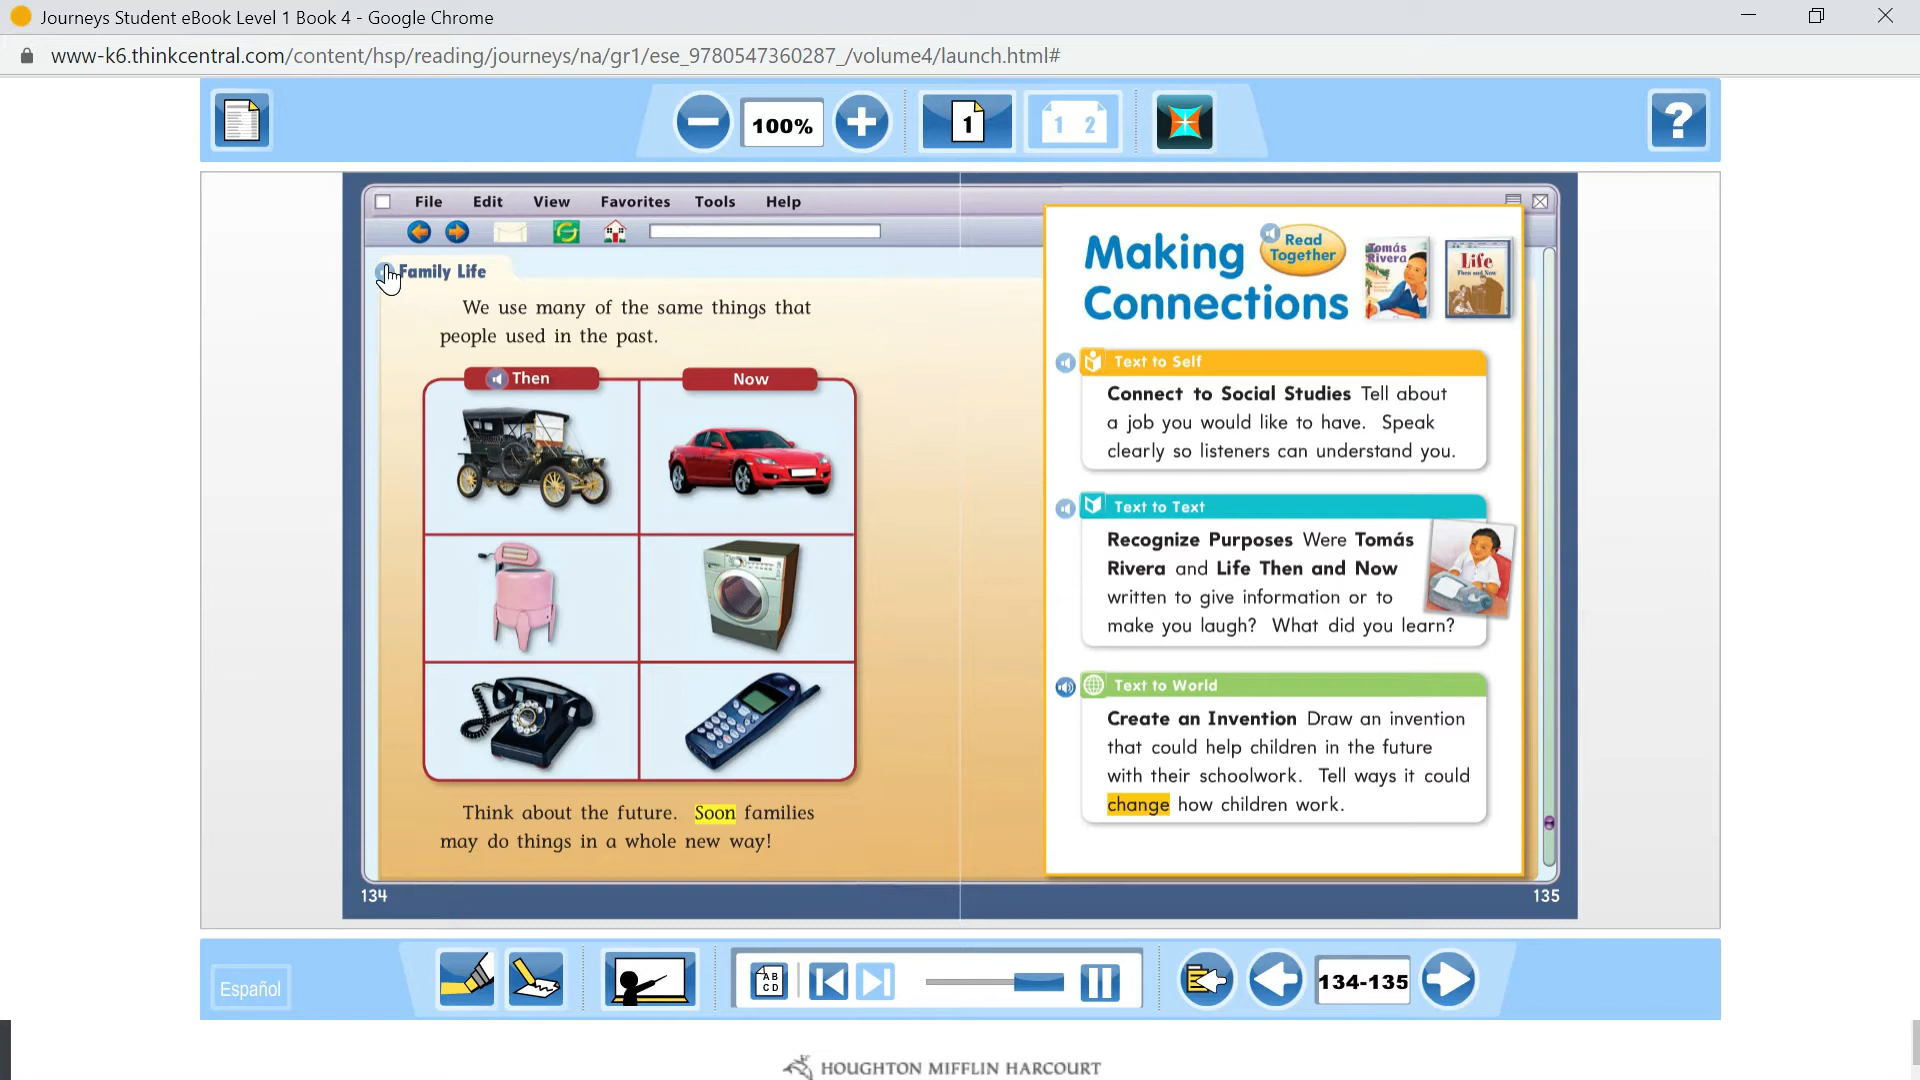 Journeys Student eBook Level 1 Book 4 - Google Chrome
www-k6.thinkcentral.com/content/hsp/reading/journeys/na/gr1/ese_9780547360287_/volume4/launch.html#
100%
1
1 2
?
File Edit View Favorites Tools Help
Family Life
We use many of the same things that
people used in the past.
Then Now
Think about the future. Soon families
may do things in a whole new way!
134
Making
Connections
Read
Together
Tomás
Rivera
Life
Then and Now
Text to Self
Connect to Social Studies Tell about
a job you would like to have. Speak
clearly so listeners can understand you.
Text to Text
Recognize Purposes Were Tomás
Rivera and Life Then and Now
written to give information or to
make you laugh? What did you learn?
Text to World
Create an Invention Draw an invention
that could help children in the future
with their schoolwork. Tell ways it could
change how children work.
135
Español
AB
CD
134-135
HOUGHTON MIFFLIN HARCOURT